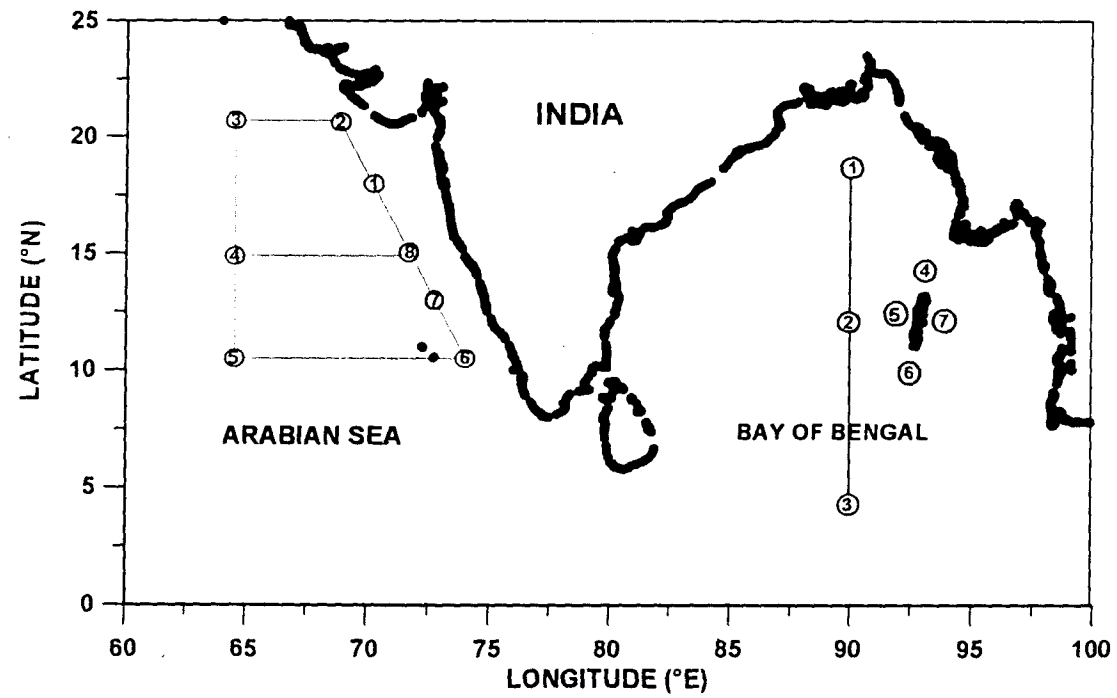 25
20
15
10
5
0
LATITUDE (°N)
INDIA
③ ②
①
④ ⑧
⑦
⑤ ⑥
ARABIAN SEA
①
④
⑤ ② ⑦
⑥
BAY OF BENGAL
③
60 65 70 75 80 85 90 95 100
LONGITUDE (°E)